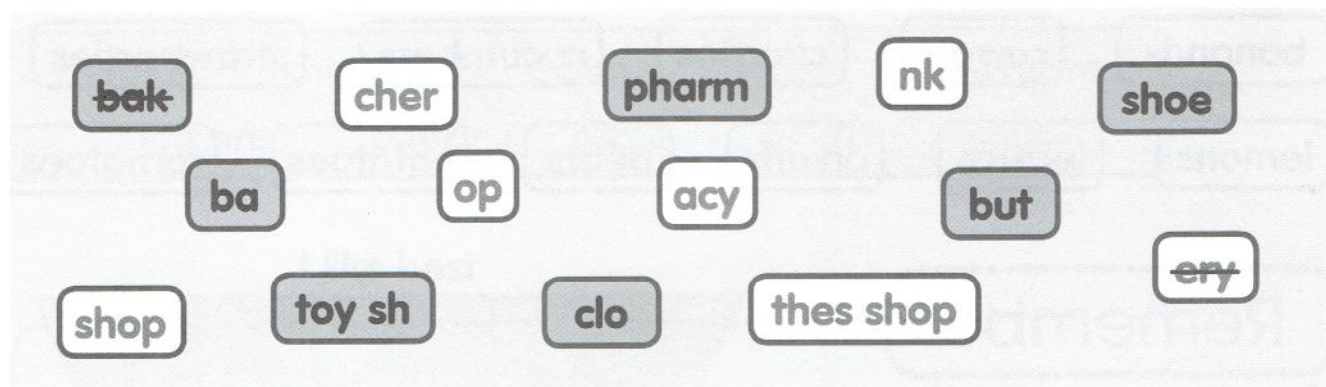 bak cher pharm nk shoe
ba op acy but
ery
shop toy sh clo thes shop